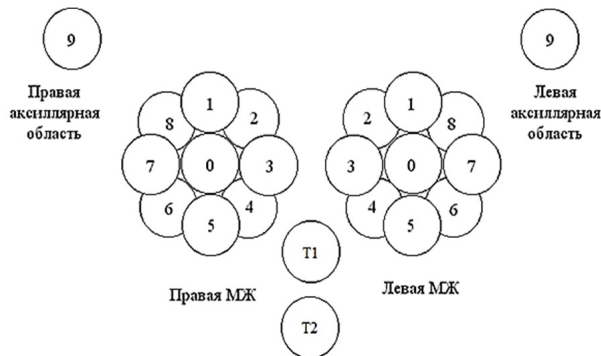 9
9
Правая
аксиллярная
область
Левая
аксиллярная
область
1
8
2
7
0
3
6
4
5
1
2
8
3
0
7
4
6
5
T1
Правая МЖ
Левая МЖ
T2